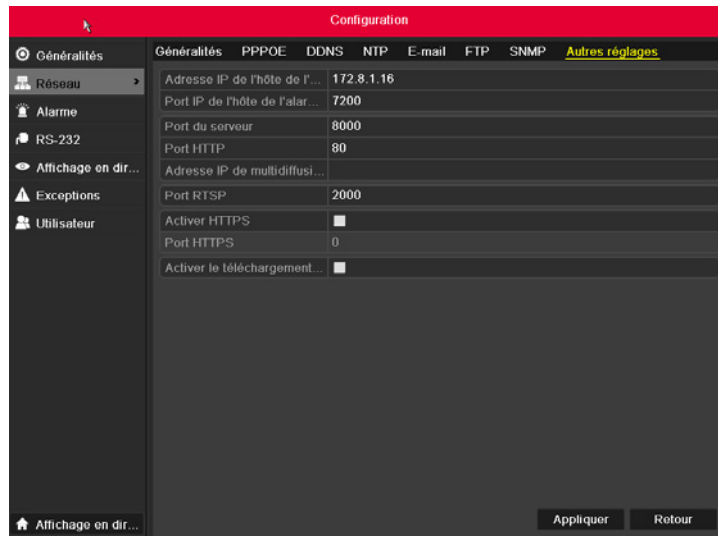 Configuration
Généralités
Réseau
Alarme
RS-232
Affichage en dir...
Exceptions
Utilisateur
Affichage en dir...
Généralités PPPOE DDNS NTP E-mail FTP SNMP Autres réglages
Adresse IP de l'hôte de l'... 172.8.1.16
Port IP de l'hôte de l'alar... 7200
Port du serveur 8000
Port HTTP 80
Adresse IP de multidiffusi...
Port RTSP 2000
Activer HTTPS
Port HTTPS 0
Activer le téléchargement...
Appliquer Retour